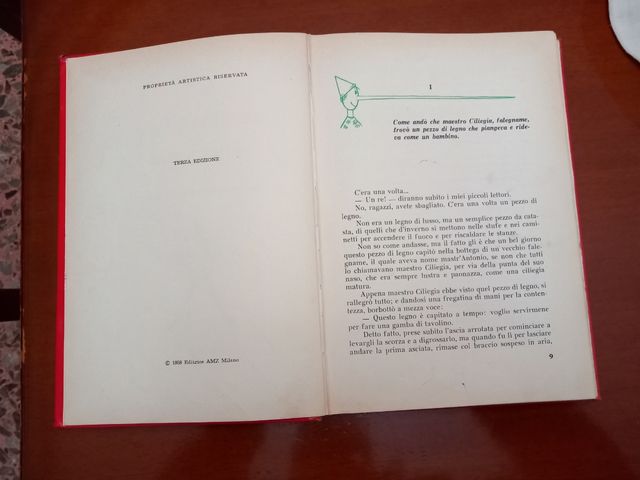 PROPRIETÀ ARTISTICA RISERVATA
TERZA EDIZIONE
© 1958 Editrice AMZ Milano
1
Come andò che maestro Ciliegia, falegname,
trovò un pezzo di legno che piangeva e ride-
va come un bambino.
C'era una volta...
— Un re! — diranno subito i miei piccoli lettori.
No, ragazzi, avete sbagliato. C'era una volta un pezzo di
legno.
Non era un legno di lusso, ma un semplice pezzo da cata-
sta, di quelli che d'inverno si mettono nelle stufe e nei cami-
netti per accendere il fuoco e per riscaldare le stanze.
Non so come andasse, ma il fatto gli è che un bel giorno
questo pezzo di legno capitò nella bottega di un vecchio fale-
gname, il quale aveva nome mastr'Antonio, se non che tutti
lo chiamavano maestro Ciliegia, per via della punta del suo
naso, che era sempre lustra e paonazza, come una ciliegia
matura.
Appena maestro Ciliegia ebbe visto quel pezzo di legno, si
rallegrò tutto; e dandosi una fregatina di mani per la conten-
tezza, borbottò a mezza voce:
— Questo legno è capitato a tempo: voglio servirmene
per fare una gamba di tavolino.
Detto fatto, prese subito l'ascia arrotata per cominciare a
levargli la scorza e a digrossarlo, ma quando fu lì per lasciare
andare la prima asciata, rimase col braccio sospeso in aria,
9